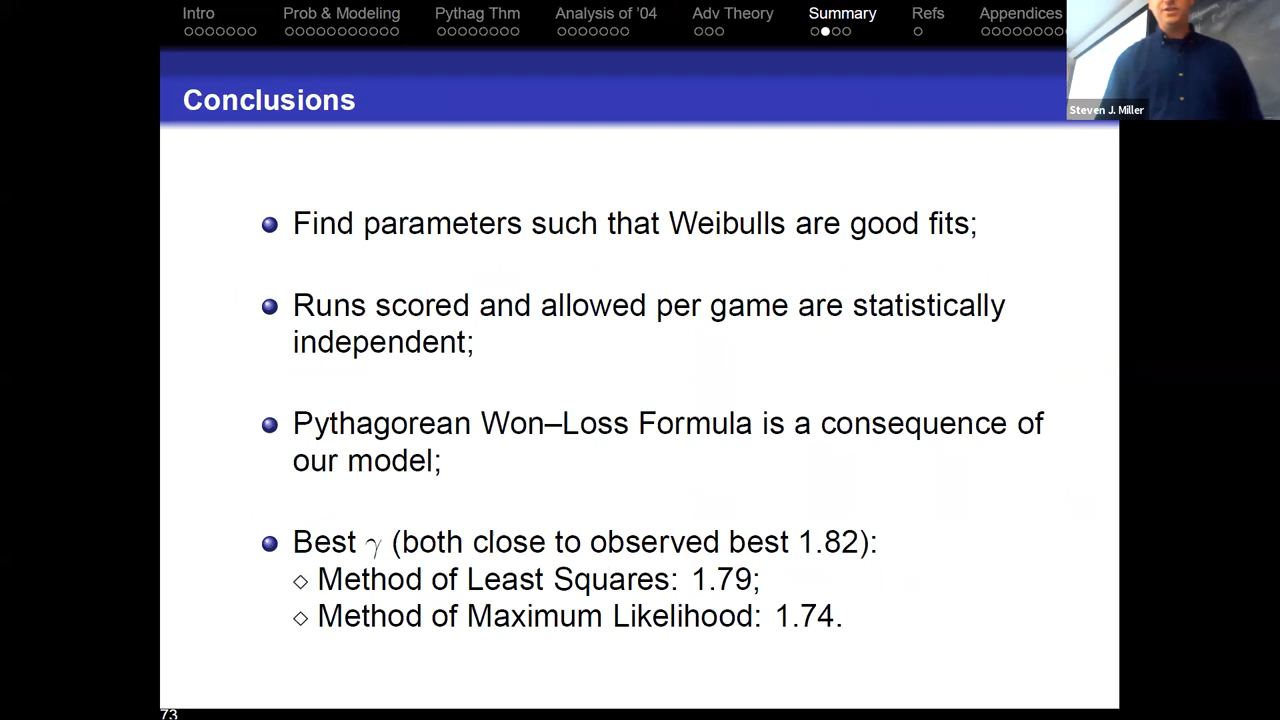 Intro Prob & Modeling Pythag Thm Analysis of '04 Adv Theory Summary Refs Appendices
Steven J. Miller
Conclusions
Find parameters such that Weibulls are good fits;
Runs scored and allowed per game are statistically
independent;
Pythagorean Won–Loss Formula is a consequence of
our model;
Best γ (both close to observed best 1.82):
⋄ Method of Least Squares: 1.79;
⋄ Method of Maximum Likelihood: 1.74.
73